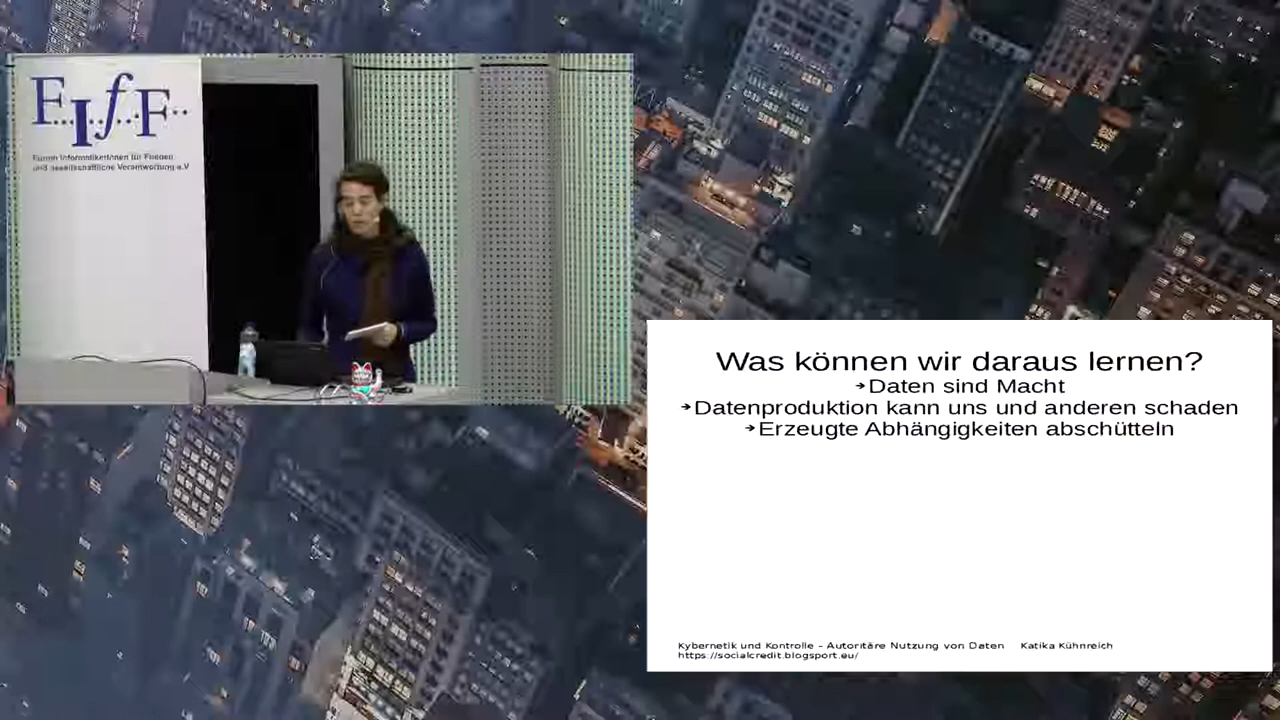 F..I..f..F..
Forum InformatikerInnen für Frieden
und gesellschaftliche Verantwortung e.V
Was können wir daraus lernen?
➔Daten sind Macht
➔Datenproduktion kann uns und anderen schaden
➔Erzeugte Abhängigkeiten abschütteln
Kybernetik und Kontrolle – Autoritäre Nutzung von Daten Katika Kühnreich
https://socialcredit.blogsport.eu/